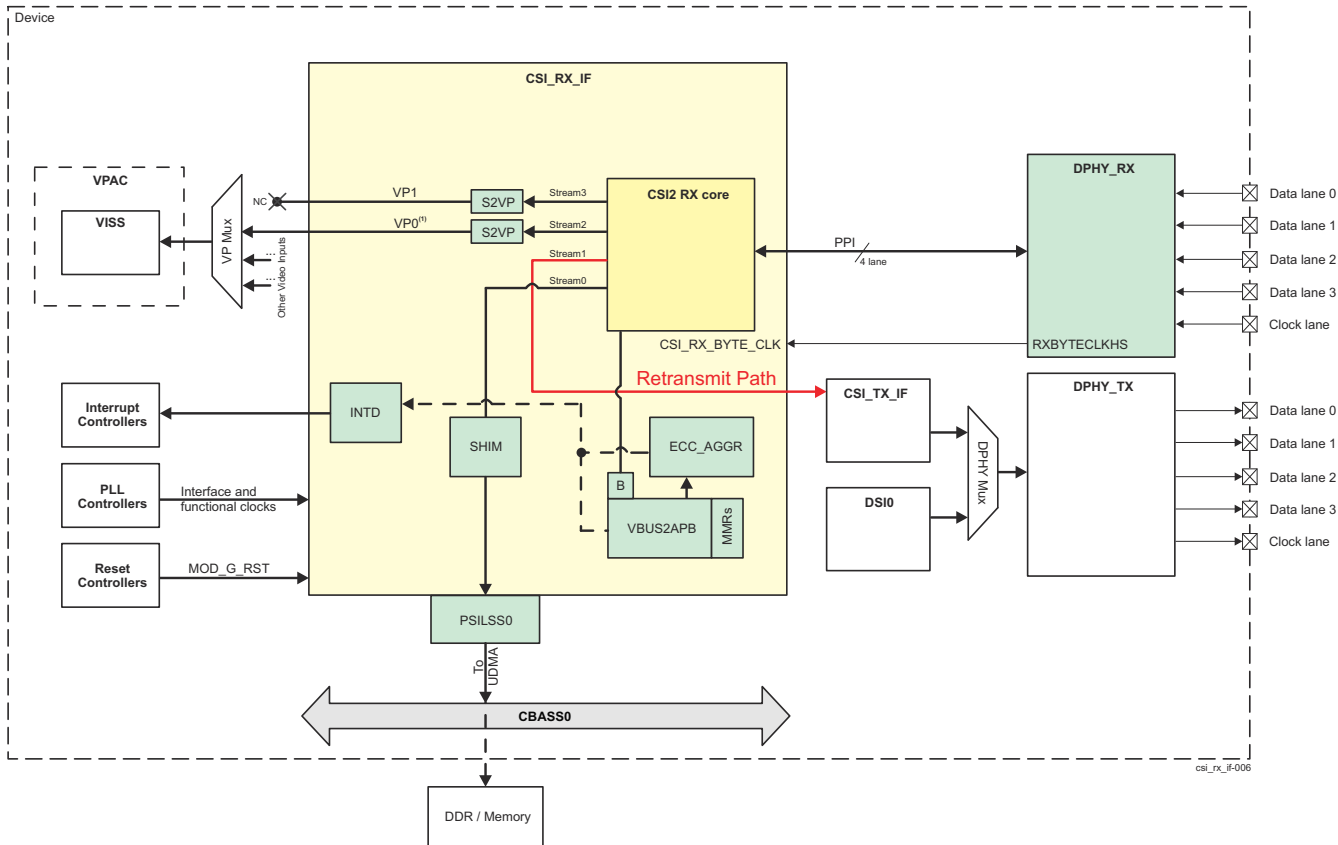 Device
CSI_RX_IF
VPAC
VISS
VP Mux
NC
VP1
VP0(1)
...
...
Other Video Inputs
S2VP
S2VP
Stream3
Stream2
Stream1
Stream0
CSI2 RX core
PPI
4 lane
DPHY_RX
RXBYTECLKHS
CSI_RX_BYTE_CLK
Data lane 0
Data lane 1
Data lane 2
Data lane 3
Clock lane
Retransmit Path
CSI_TX_IF
DSI0
DPHY Mux
DPHY_TX
Data lane 0
Data lane 1
Data lane 2
Data lane 3
Clock lane
Interrupt
Controllers
PLL
Controllers
Interface and
functional clocks
Reset
Controllers
MOD_G_RST
INTD
SHIM
ECC_AGGR
B
VBUS2APB
MMRs
PSILSS0
To
UDMA
CBASS0
DDR / Memory
csi_rx_if-006